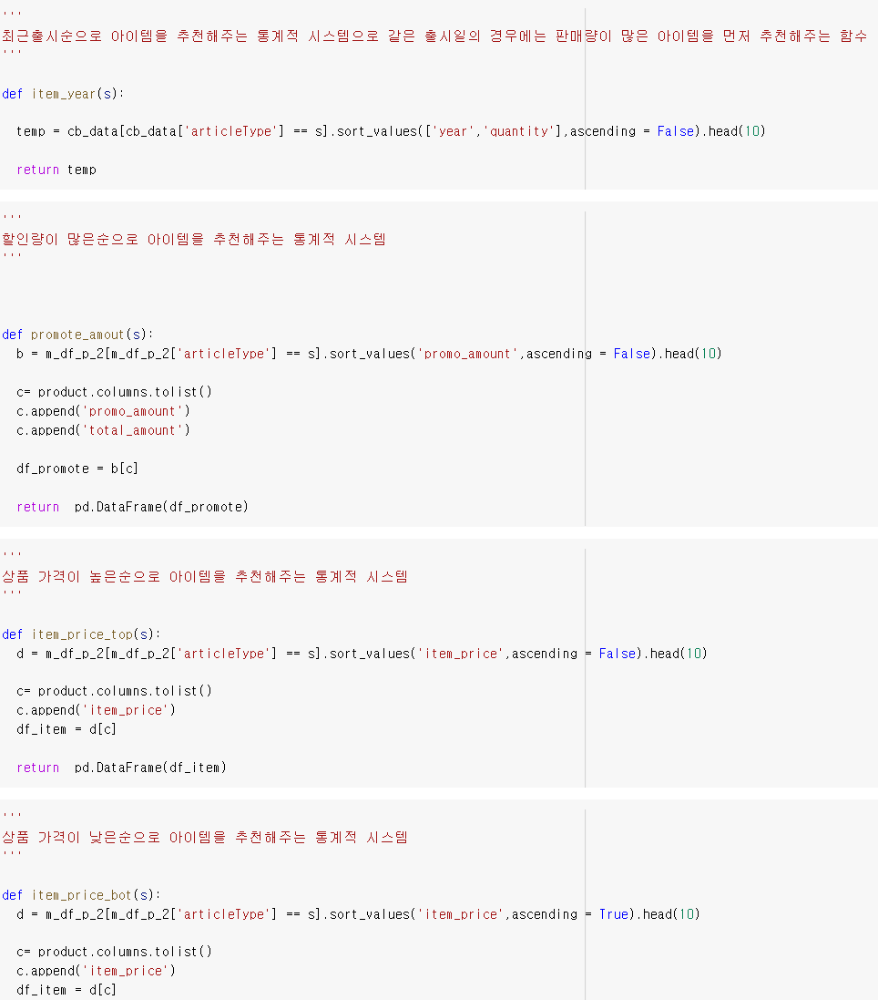 '''
최근출시순으로 아이템을 추천해주는 통계적 시스템으로 같은 출시일의 경우에는 판매량이 많은 아이템을 먼저 추천해주는 함수
'''
def item_year(s):
temp = cb_data[cb_data['articleType'] == s].sort_values(['year','quantity'],ascending = False).head(10)
return temp
'''
할인량이 많은순으로 아이템을 추천해주는 통계적 시스템
'''
def promote_amout(s):
b = m_df_p_2[m_df_p_2['articleType'] == s].sort_values('promo_amount',ascending = False).head(10)
c= product.columns.tolist()
c.append('promo_amount')
c.append('total_amount')
df_promote = b[c]
return  pd.DataFrame(df_promote)
'''
상품 가격이 높은순으로 아이템을 추천해주는 통계적 시스템
'''
def item_price_top(s):
d = m_df_p_2[m_df_p_2['articleType'] == s].sort_values('item_price',ascending = False).head(10)
c= product.columns.tolist()
c.append('item_price')
df_item = d[c]
return  pd.DataFrame(df_item)
'''
상품 가격이 낮은순으로 아이템을 추천해주는 통계적 시스템
'''
def item_price_bot(s):
d = m_df_p_2[m_df_p_2['articleType'] == s].sort_values('item_price',ascending = True).head(10)
c= product.columns.tolist()
c.append('item_price')
df_item = d[c]